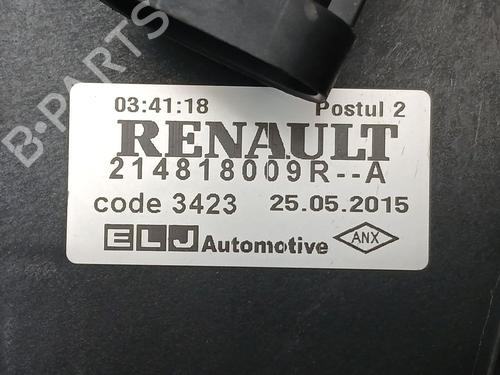 B-PARTS
03:41:18 Postul 2
RENAULT
214818009R--A
code 3423 25.05.2015
ELJ Automotive ANX